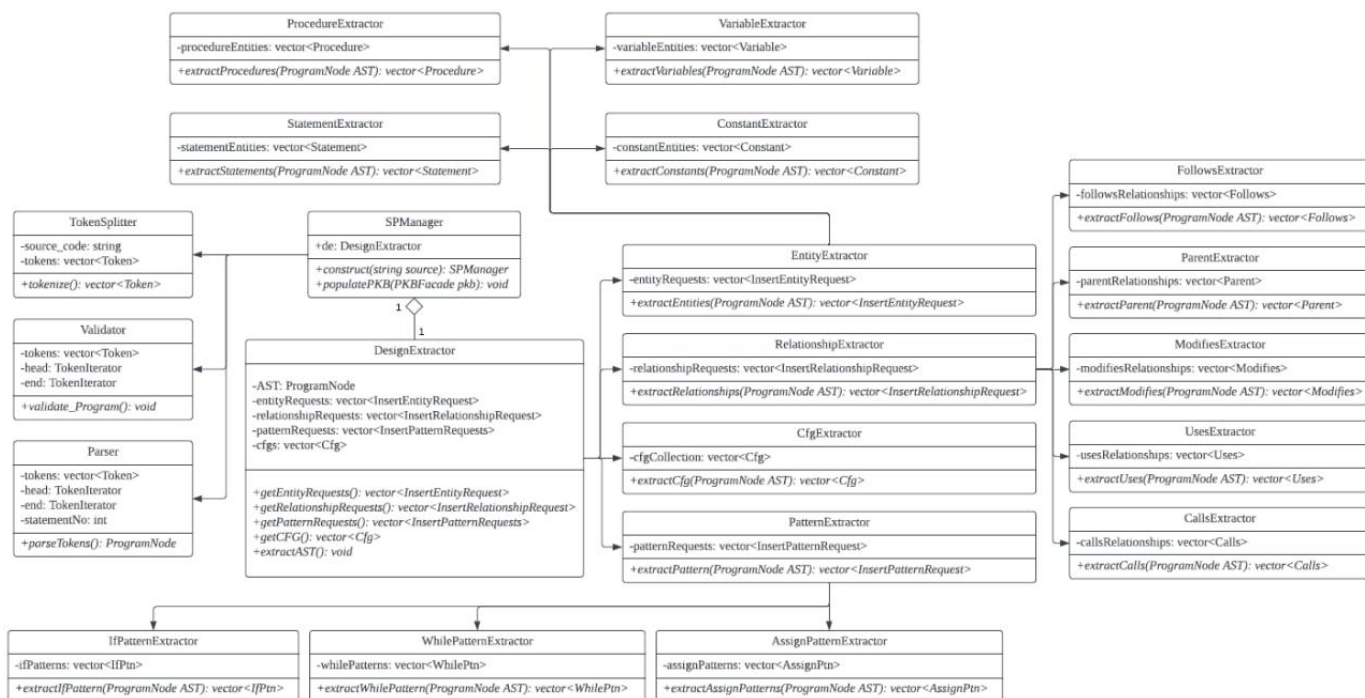 ProcedureExtractor
-procedureEntities: vector<Procedure>
+extractProcedures(ProgramNode AST): vector<Procedure>
VariableExtractor
-variableEntities: vector<Variable>
+extractVariables(ProgramNode AST): vector<Variable>
StatementExtractor
-statementEntities: vector<Statement>
+extractStatements(ProgramNode AST): vector<Statement>
ConstantExtractor
-constantEntities: vector<Constant>
+extractConstants(ProgramNode AST): vector<Constant>
FollowsExtractor
-followsRelationships: vector<Follows>
+extractFollows(ProgramNode AST): vector<Follows>
TokenSplitter
-source_code: string
-tokens: vector<Token>
+tokenize(): vector<Token>
SPManager
+de: DesignExtractor
+construct(string source): SPManager
+populatePKB(PKBFacade pkb): void
1
1
EntityExtractor
-entityRequests: vector<InsertEntityRequest>
+extractEntities(ProgramNode AST): vector<InsertEntityRequest>
ParentExtractor
-parentRelationships: vector<Parent>
+extractParent(ProgramNode AST): vector<Parent>
Validator
-tokens: vector<Token>
-head: TokenIterator
-end: TokenIterator
+validate_Program(): void
DesignExtractor
-AST: ProgramNode
-entityRequests: vector<InsertEntityRequest>
-relationshipRequests: vector<InsertRelationshipRequest>
-patternRequests: vector<InsertPatternRequests>
-cfgs: vector<Cfg>
+getEntityRequests(): vector<InsertEntityRequest>
+getRelationshipRequests(): vector<InsertRelationshipRequest>
+getPatternRequests(): vector<InsertPatternRequests>
+getCFG(): vector<Cfg>
+extractAST(): void
RelationshipExtractor
-relationshipRequests: vector<InsertRelationshipRequest>
+extractRelationships(ProgramNode AST): vector<InsertRelationshipRequest>
ModifiesExtractor
-modifiesRelationships: vector<Modifies>
+extractModifies(ProgramNode AST): vector<Modifies>
Parser
-tokens: vector<Token>
-head: TokenIterator
-end: TokenIterator
-statementNo: int
+parseTokens(): ProgramNode
CfgExtractor
-cfgCollection: vector<Cfg>
+extractCfg(ProgramNode AST): vector<Cfg>
UsesExtractor
-usesRelationships: vector<Uses>
+extractUses(ProgramNode AST): vector<Uses>
PatternExtractor
-patternRequests: vector<InsertPatternRequest>
+extractPattern(ProgramNode AST): vector<InsertPatternRequest>
CallsExtractor
-callsRelationships: vector<Calls>
+extractCalls(ProgramNode AST): vector<Calls>
IfPatternExtractor
-ifPatterns: vector<IfPtn>
+extractIfPattern(ProgramNode AST): vector<IfPtn>
WhilePatternExtractor
-whilePatterns: vector<WhilePtn>
+extractWhilePattern(ProgramNode AST): vector<WhilePtn>
AssignPatternExtractor
-assignPatterns: vector<AssignPtn>
+extractAssignPatterns(ProgramNode AST): vector<AssignPtn>